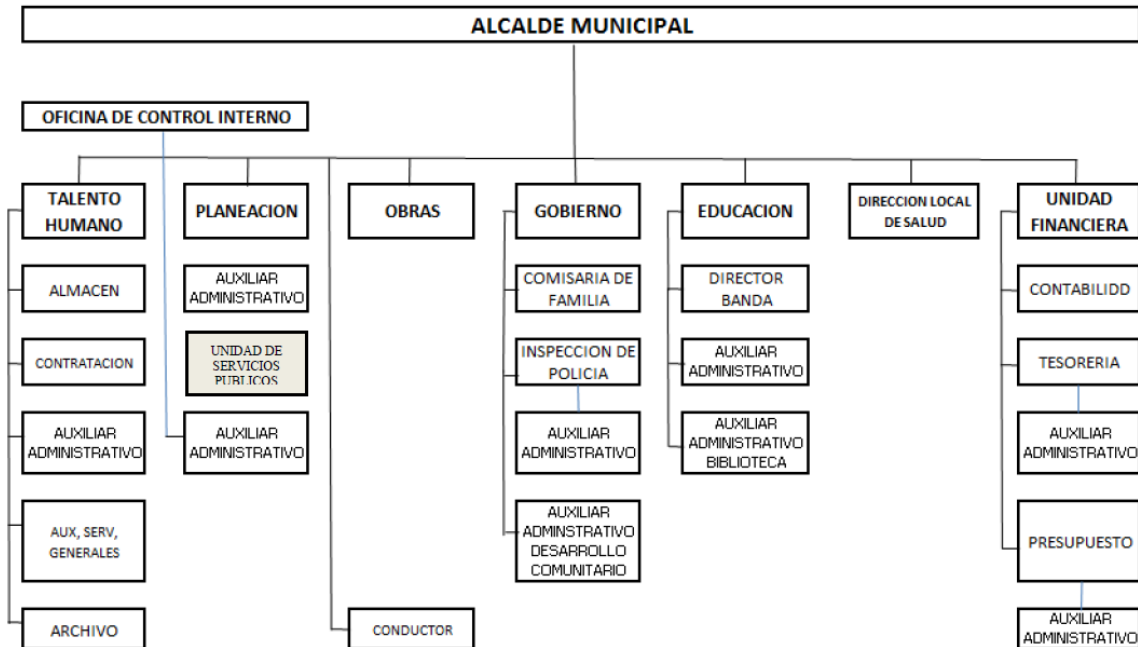 ALCALDE MUNICIPAL
OFICINA DE CONTROL INTERNO
TALENTO
HUMANO
PLANEACION
OBRAS
GOBIERNO
EDUCACION
DIRECCION LOCAL
DE SALUD
UNIDAD
FINANCIERA
ALMACEN
AUXILIAR
ADMINISTRATIVO
COMISARIA DE
FAMILIA
DIRECTOR
BANDA
CONTABILIDD
CONTRATACION
UNIDAD DE
SERVICIOS
PUBLICOS
INSPECCION DE
POLICIA
AUXILIAR
ADMINISTRATIVO
TESORERIA
AUXILIAR
ADMINISTRATIVO
AUXILIAR
ADMINISTRATIVO
AUXILIAR
ADMINISTRATIVO
AUXILIAR
ADMINISTRATIVO
BIBLIOTECA
AUXILIAR
ADMINISTRATIVO
AUX, SERV,
GENERALES
AUXILIAR
ADMINSTRATIVO
DESARROLLO
COMUNITARIO
PRESUPUESTO
ARCHIVO
CONDUCTOR
AUXILIAR
ADMINISTRATIVO